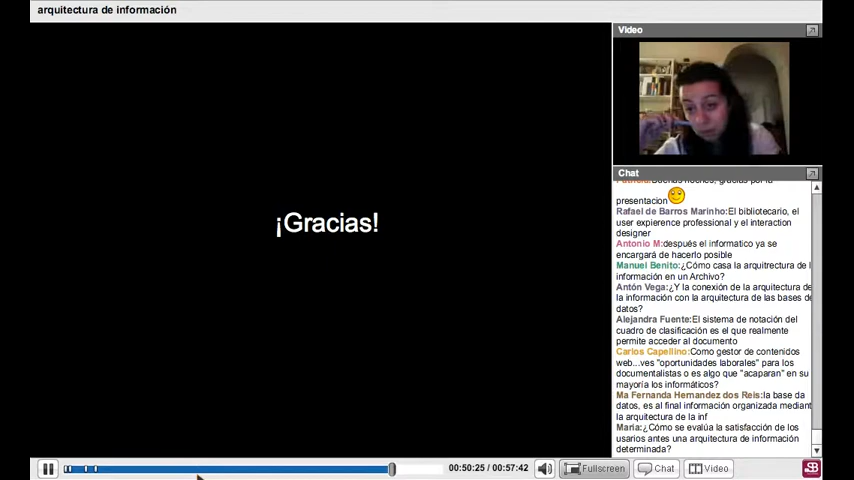 arquitectura de información
Video
¡Gracias!
Chat
presentacion
Rafael de Barros Marinho:El bibliotecario, el
user expierence professional y el interaction
designer
Antonio M:después el informatico ya se
encargará de hacerlo posible
Manuel Benito:¿Cómo casa la arquitrectura de l
información en un Archivo?
Antón Vega:¿Y la conexión de la arquitectura de
la información con la arquitectura de las bases d
datos?
Alejandra Fuente:El sistema de notación del
cuadro de clasificación es el que realmente
permite acceder al documento
Carlos Capellino:Como gestor de contenidos
web...ves "oportunidades laborales" para los
documentalistas o es algo que "acaparan" en su
mayoría los informáticos?
Ma Fernanda Hernandez dos Reis:la base da
datos, es al final información organizada mediant
la arquitectura de la inf
Maria:¿Cómo se evalúa la satisfacción de los
usarios antes una arquitectura de información
determinada?
00:50:25 / 00:57:42
Fullscreen
Chat
Video
SB